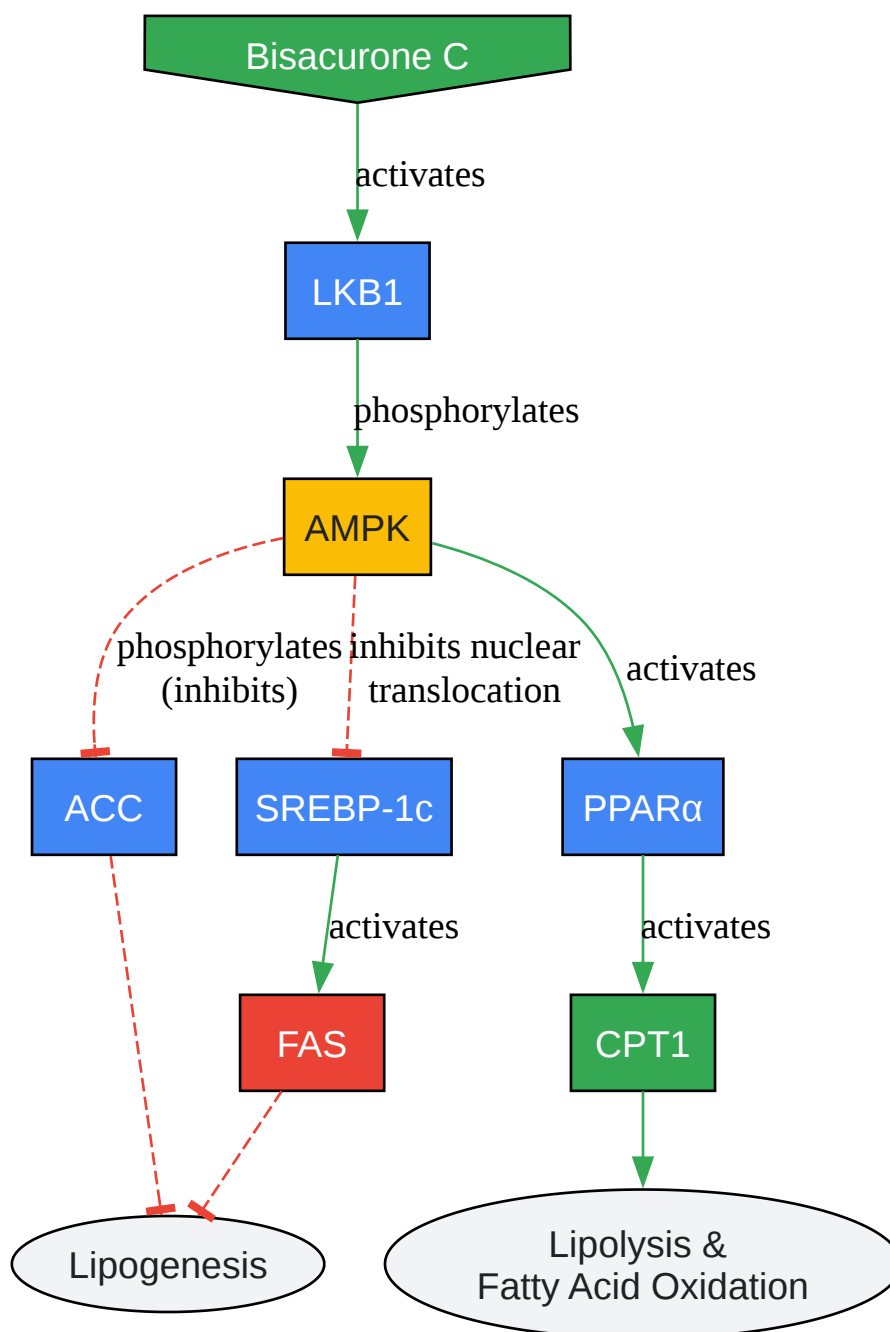 Bisacurone C
activates
LKB1
phosphorylates
AMPK
phosphorylates
(inhibits)
inhibits nuclear
translocation
activates
ACC
SREBP-1c
PPARα
activates
activates
FAS
CPT1
Lipogenesis
Lipolysis &
Fatty Acid Oxidation